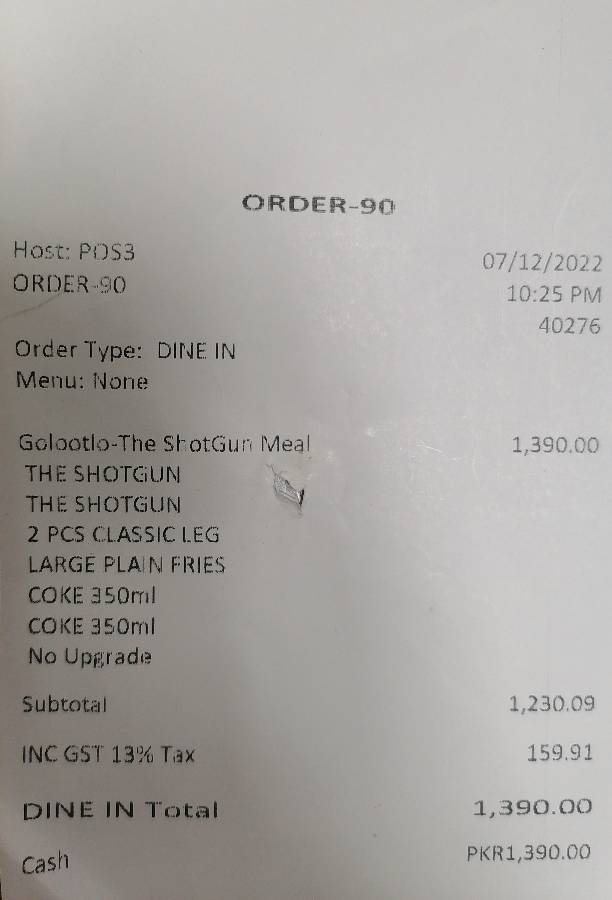 ORDER-90
Host: POS3
07/12/2022
ORDER-90
10:25 PM
40276
Order Type: DINE IN
Menu: None
Golootlo-The ShotGun Meal 1,390.00
THE SHOTGUN
THE SHOTGUN
2 PCS CLASSIC LEG
LARGE PLAIN FRIES
COKE 350ml
COKE 350ml
No Upgrade
Subtotal 1,230.09
INC GST 13% Tax 159.91
DINE IN Total 1,390.00
Cash PKR1,390.00